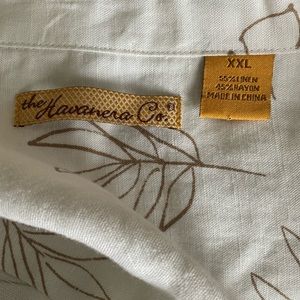 the Havanera Co.®
XXL
55% LINEN
45% RAYON
MADE IN CHINA